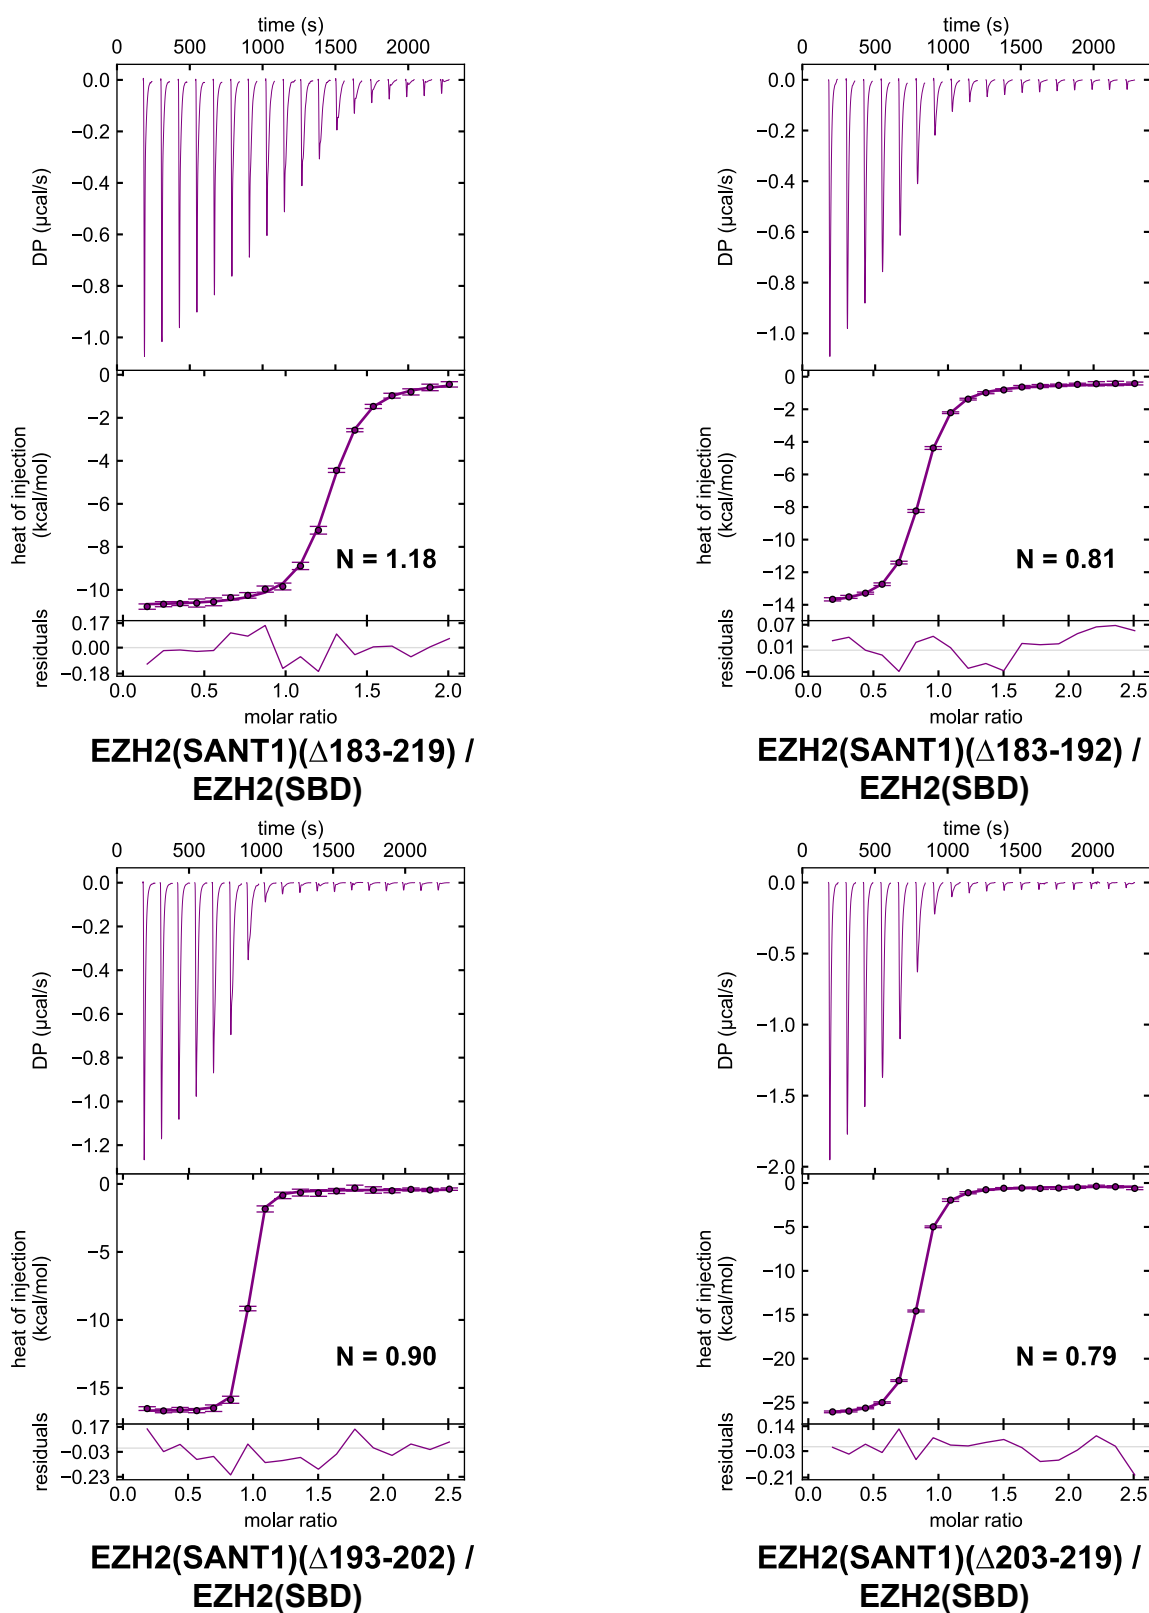 time (s)
0 500 1000 1500 2000
0.0
−0.2
−0.4
−0.6
−0.8
−1.0
DP (µcal/s)
0
−2
−4
−6
−8
−10
heat of injection
(kcal/mol)
N = 1.18
0.17
0.00
−0.18
residuals
0.0 0.5 1.0 1.5 2.0
molar ratio
EZH2(SANT1)(Δ183-219) /
EZH2(SBD)
time (s)
0 500 1000 1500 2000
0.0
−0.2
−0.4
−0.6
−0.8
−1.0
DP (µcal/s)
0
−2
−4
−6
−8
−10
−12
−14
heat of injection
(kcal/mol)
N = 0.81
0.07
0.01
−0.06
residuals
0.0 0.5 1.0 1.5 2.0 2.5
molar ratio
EZH2(SANT1)(Δ183-192) /
EZH2(SBD)
time (s)
0 500 1000 1500 2000
0.0
−0.2
−0.4
−0.6
−0.8
−1.0
−1.2
DP (µcal/s)
0
−5
−10
−15
heat of injection
(kcal/mol)
N = 0.90
0.17
−0.03
−0.23
residuals
0.0 0.5 1.0 1.5 2.0 2.5
molar ratio
EZH2(SANT1)(Δ193-202) /
EZH2(SBD)
time (s)
0 500 1000 1500 2000
0.0
−0.5
−1.0
−1.5
−2.0
DP (µcal/s)
0
−5
−10
−15
−20
−25
heat of injection
(kcal/mol)
N = 0.79
0.14
−0.03
−0.21
residuals
0.0 0.5 1.0 1.5 2.0 2.5
molar ratio
EZH2(SANT1)(Δ203-219) /
EZH2(SBD)